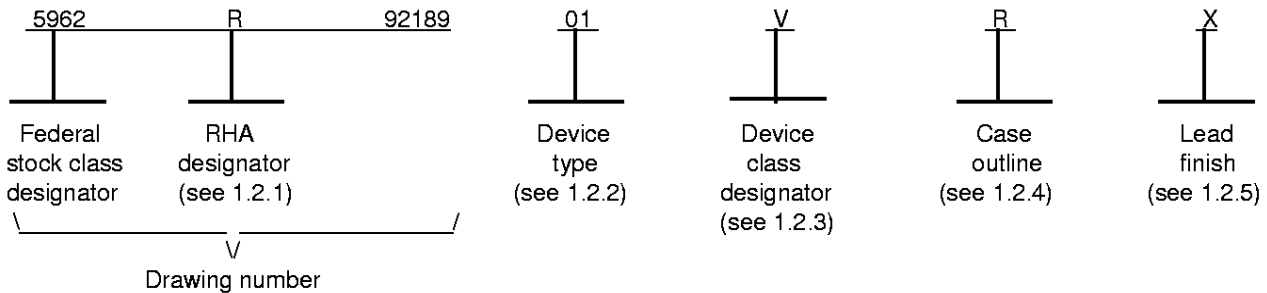 5962 R 92189 01 V R X
Federal stock class designator
RHA designator (see 1.2.1)
Device type (see 1.2.2)
Device class designator (see 1.2.3)
Case outline (see 1.2.4)
Lead finish (see 1.2.5)
Drawing number